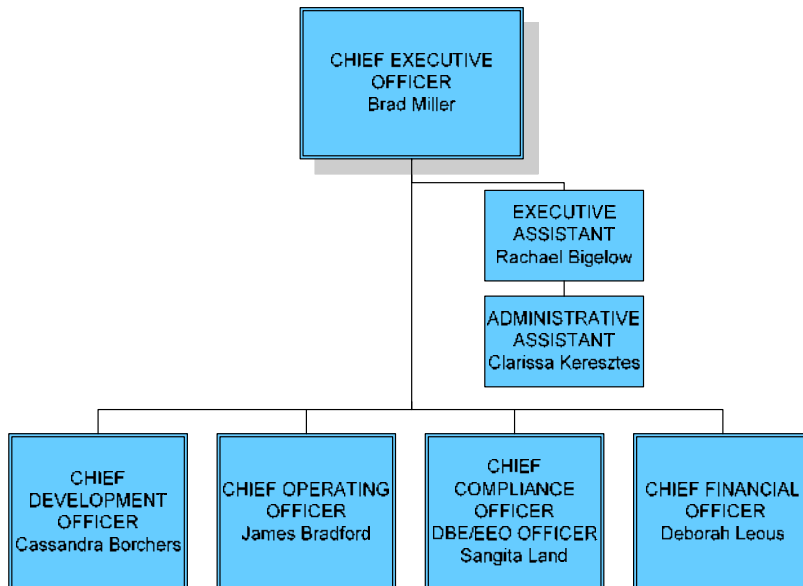 CHIEF EXECUTIVE
OFFICER
Brad Miller
EXECUTIVE
ASSISTANT
Rachael Bigelow
ADMINISTRATIVE
ASSISTANT
Clarissa Keresztes
CHIEF
DEVELOPMENT
OFFICER
Cassandra Borchers
CHIEF OPERATING
OFFICER
James Bradford
CHIEF
COMPLIANCE
OFFICER
DBE/EEO OFFICER
Sangita Land
CHIEF FINANCIAL
OFFICER
Deborah Leous